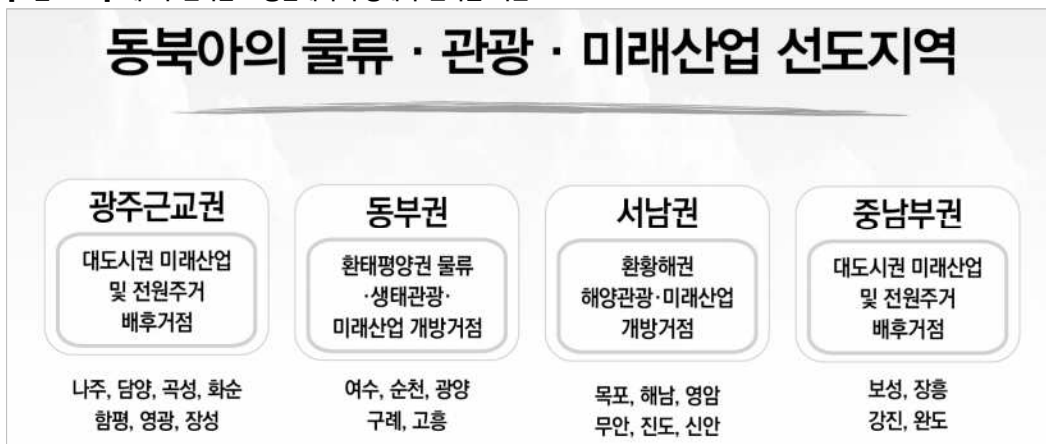 동북아의 물류 · 관광 · 미래산업 선도지역
광주근교권
대도시권 미래산업
및 전원주거
배후거점
나주, 담양, 곡성, 화순
함평, 영광, 장성
동부권
환태평양권 물류
·생태관광·
미래산업 개방거점
여수, 순천, 광양
구례, 고흥
서남권
환황해권
해양관광·미래산업
개방거점
목포, 해남, 영암
무안, 진도, 신안
중남부권
대도시권 미래산업
및 전원주거
배후거점
보성, 장흥
강진, 완도